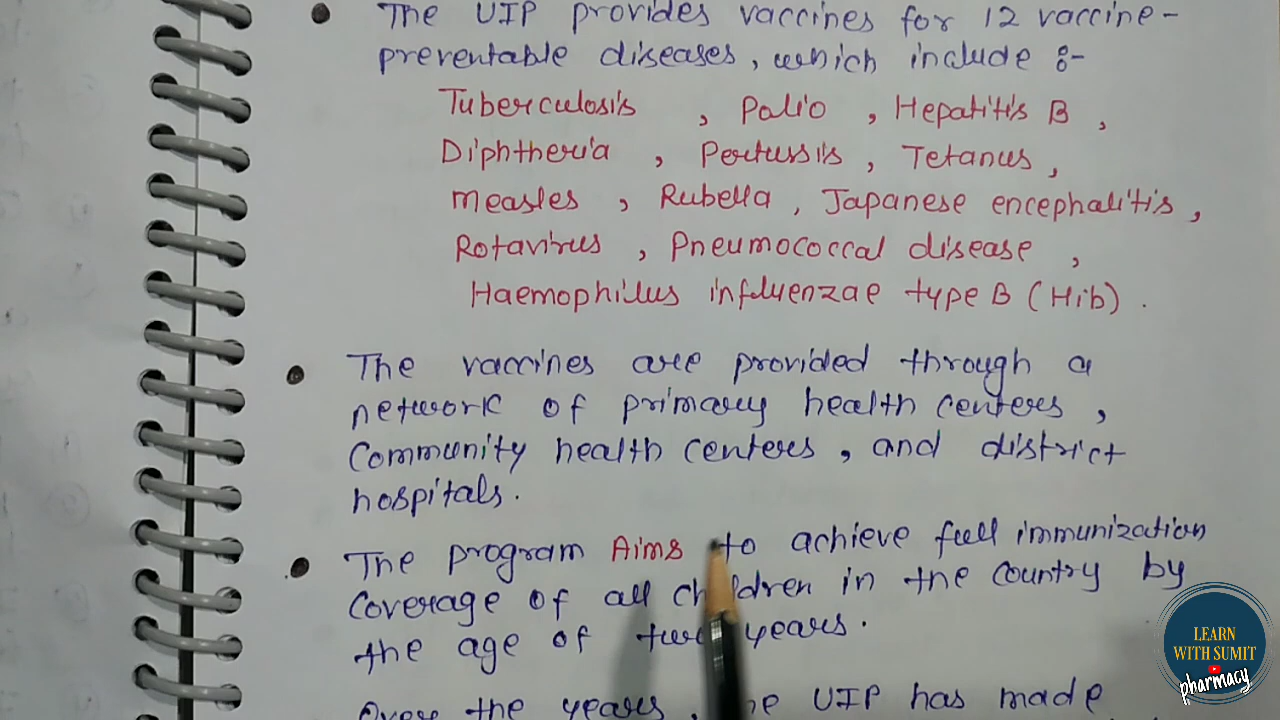 The UIP provides vaccines for 12 vaccine-
preventable diseases, which include :-
Tuberculosis , Polio , Hepatitis B ,
Diphtheria , Pertussis , Tetanus ,
Measles , Rubella , Japanese encephalitis ,
Rotavirus , Pneumococcal disease ,
Haemophilus influenzae type B (Hib) .
The vaccines are provided through a
network of primary health centers ,
Community health centers , and district
hospitals.
The program Aims to achieve full immunization
coverage of all children in the country by
the age of two years.
Over the years, the UIP has made
LEARN
WITH SUMIT
pharmacy